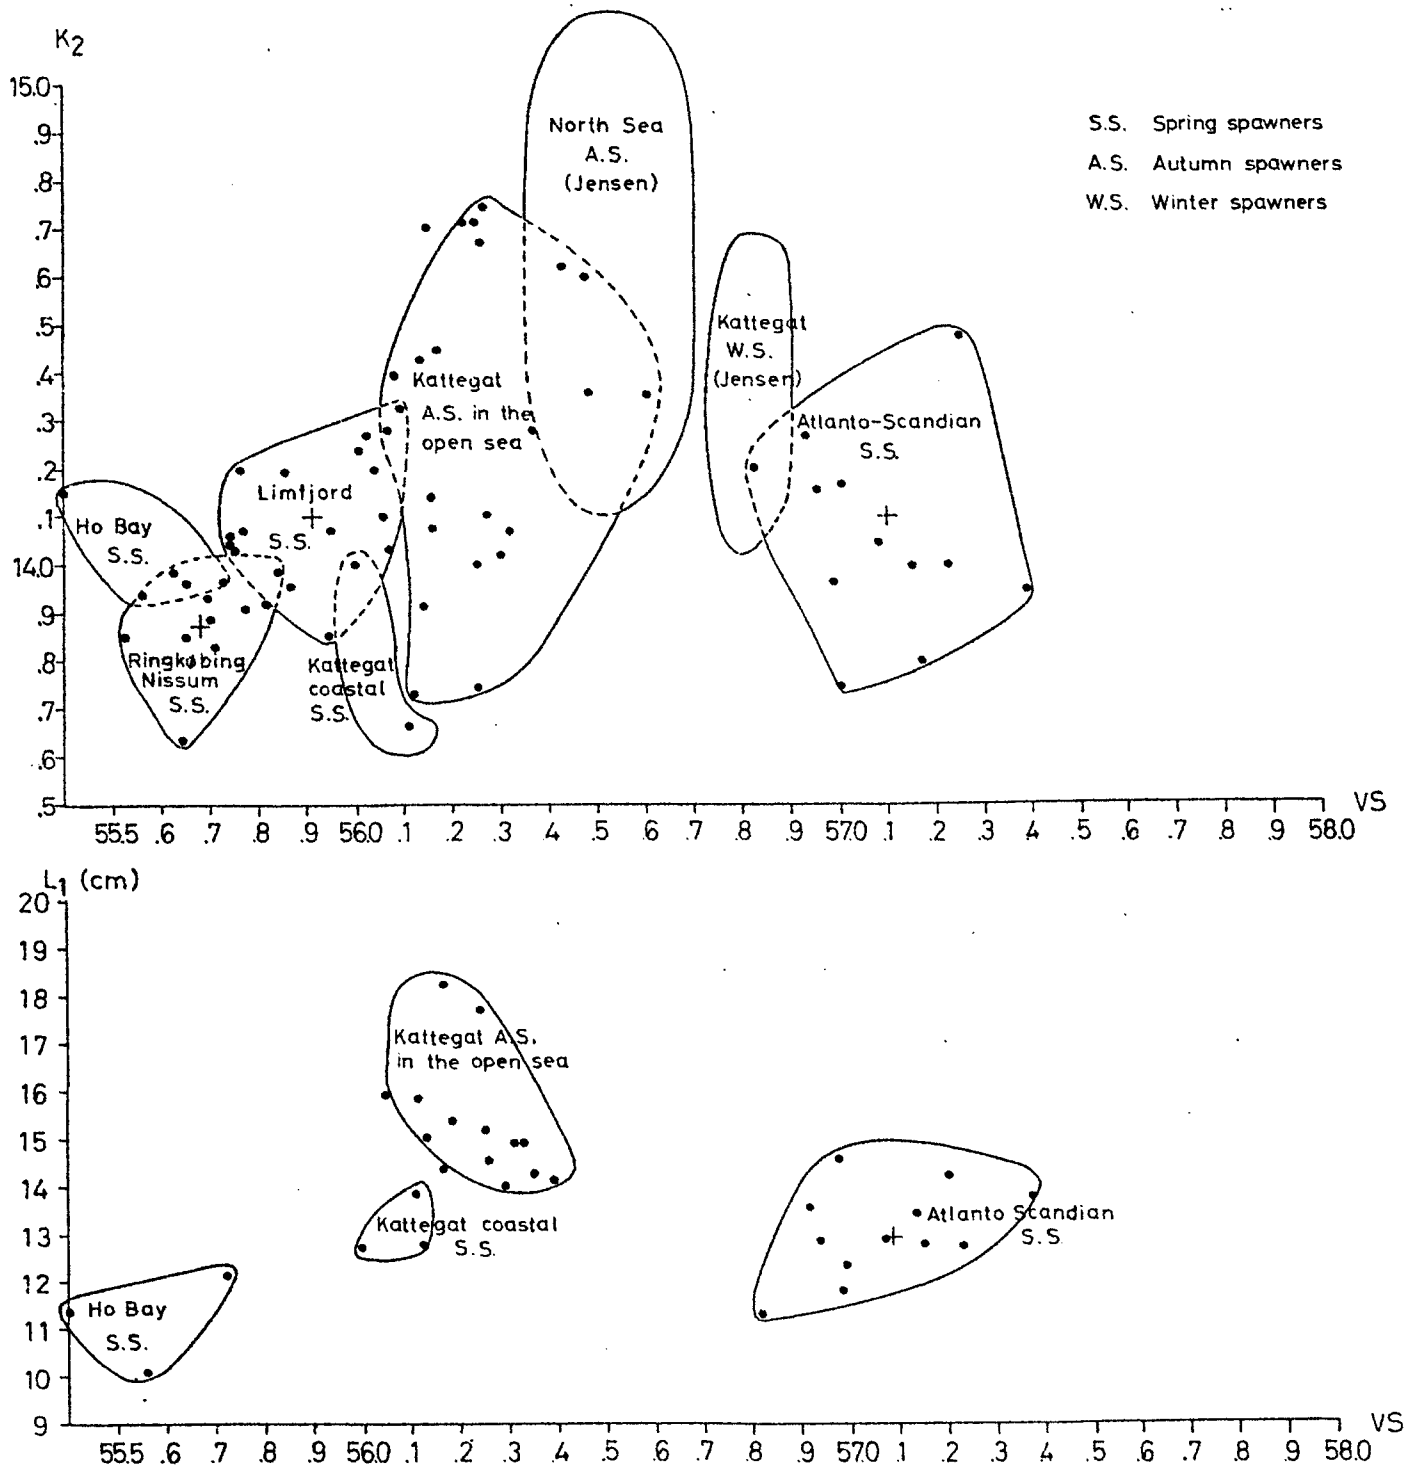 K2
15.0
.9
.8
.7
.6
.5
.4
.3
.2
.1
14.0
.9
.8
.7
.6
.5
North Sea
A.S.
(Jensen)
S.S. Spring spawners
A.S. Autumn spawners
W.S. Winter spawners
Kattegat
W.S.
(Jensen)
Kattegat
A.S. in the
open sea
Atlanto-Scandian
S.S.
Limfjord
S.S.
Ho Bay
S.S.
Ringkøbing
Nissum
S.S.
Kattegat
coastal
S.S.
55.5 .6 .7 .8 .9 56.0 .1 .2 .3 .4 .5 .6 .7 .8 .9 57.0 .1 .2 .3 .4 .5 .6 .7 .8 .9 58.0 VS
L1 (cm)
20
19
18
17
16
15
14
13
12
11
10
9
Kattegat A.S.
in the open sea
Kattegat coastal
S.S.
Atlanto Scandian
S.S.
Ho Bay
S.S.
55.5 .6 .7 .8 .9 56.0 .1 .2 .3 .4 .5 .6 .7 .8 .9 57.0 .1 .2 .3 .4 .5 .6 .7 .8 .9 58.0 VS